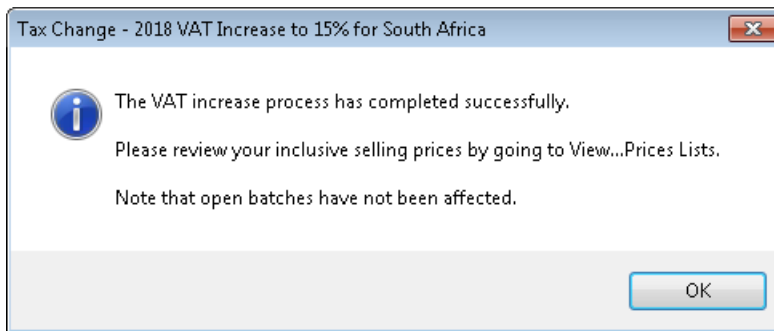 Tax Change - 2018 VAT Increase to 15% for South Africa
The VAT increase process has completed successfully.
Please review your inclusive selling prices by going to View...Prices Lists.
Note that open batches have not been affected.
OK